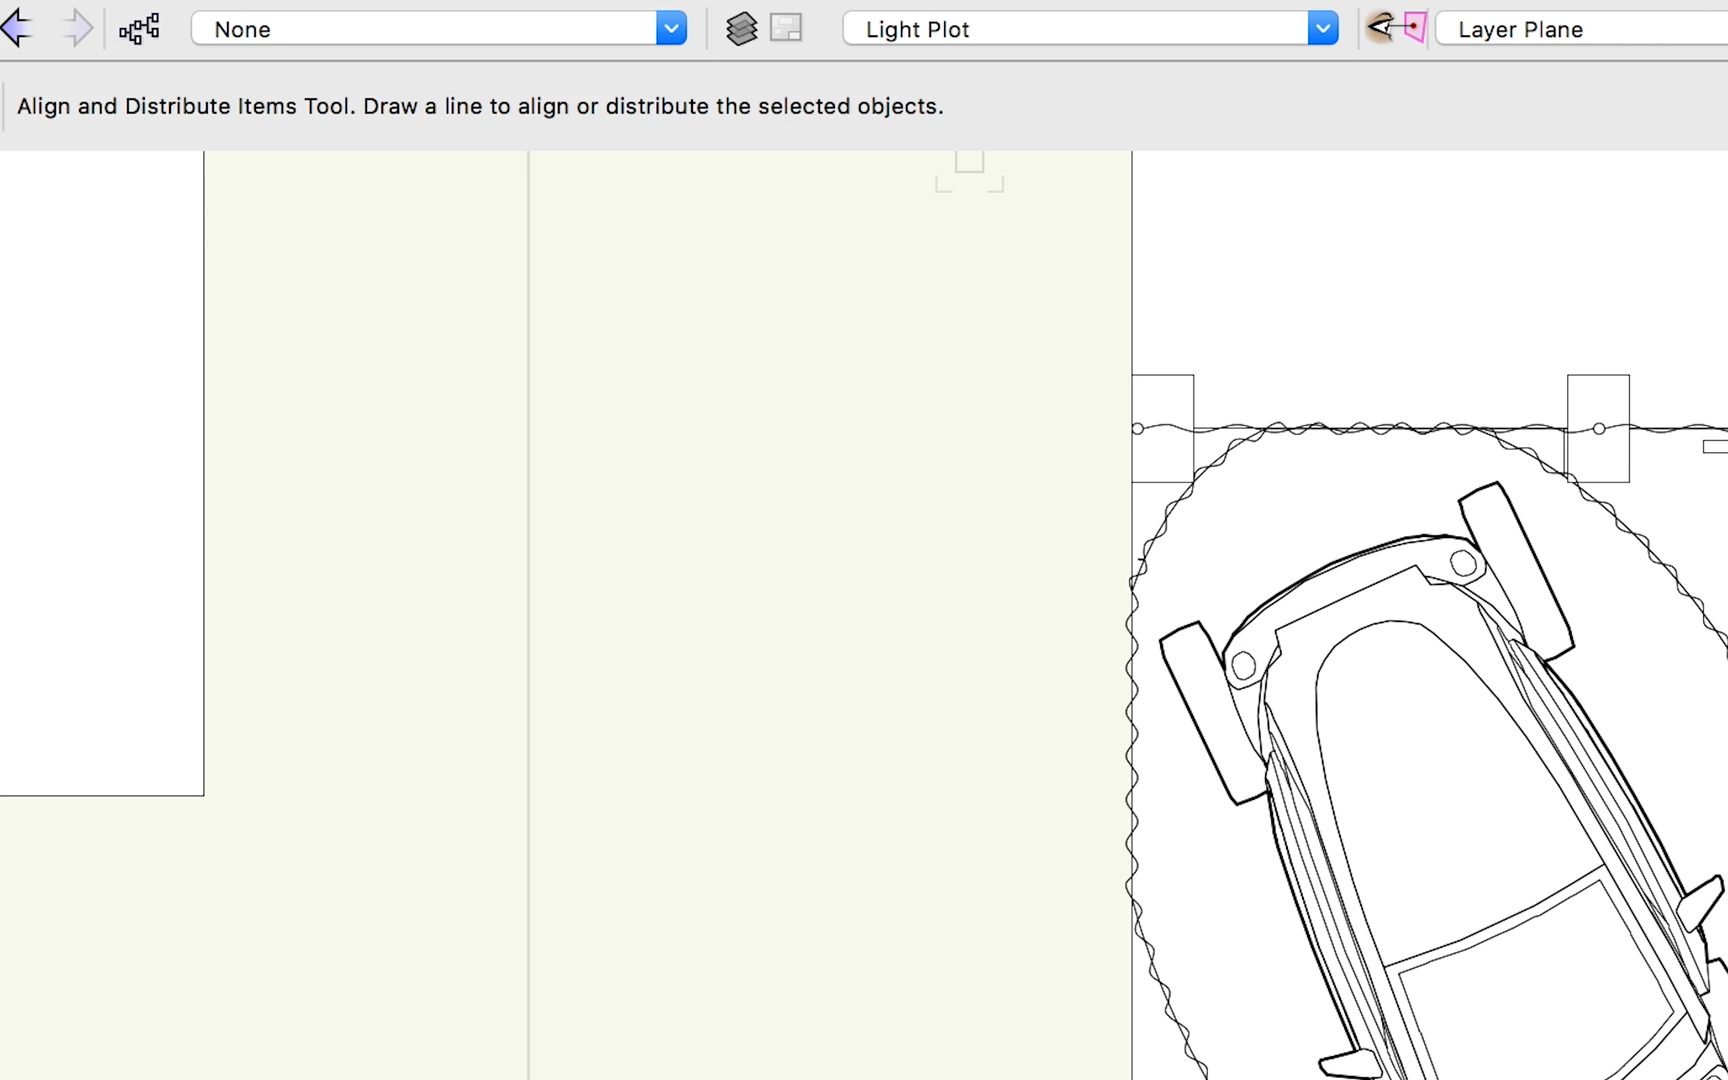 None
Light Plot
Layer Plane
Align and Distribute Items Tool. Draw a line to align or distribute the selected objects.